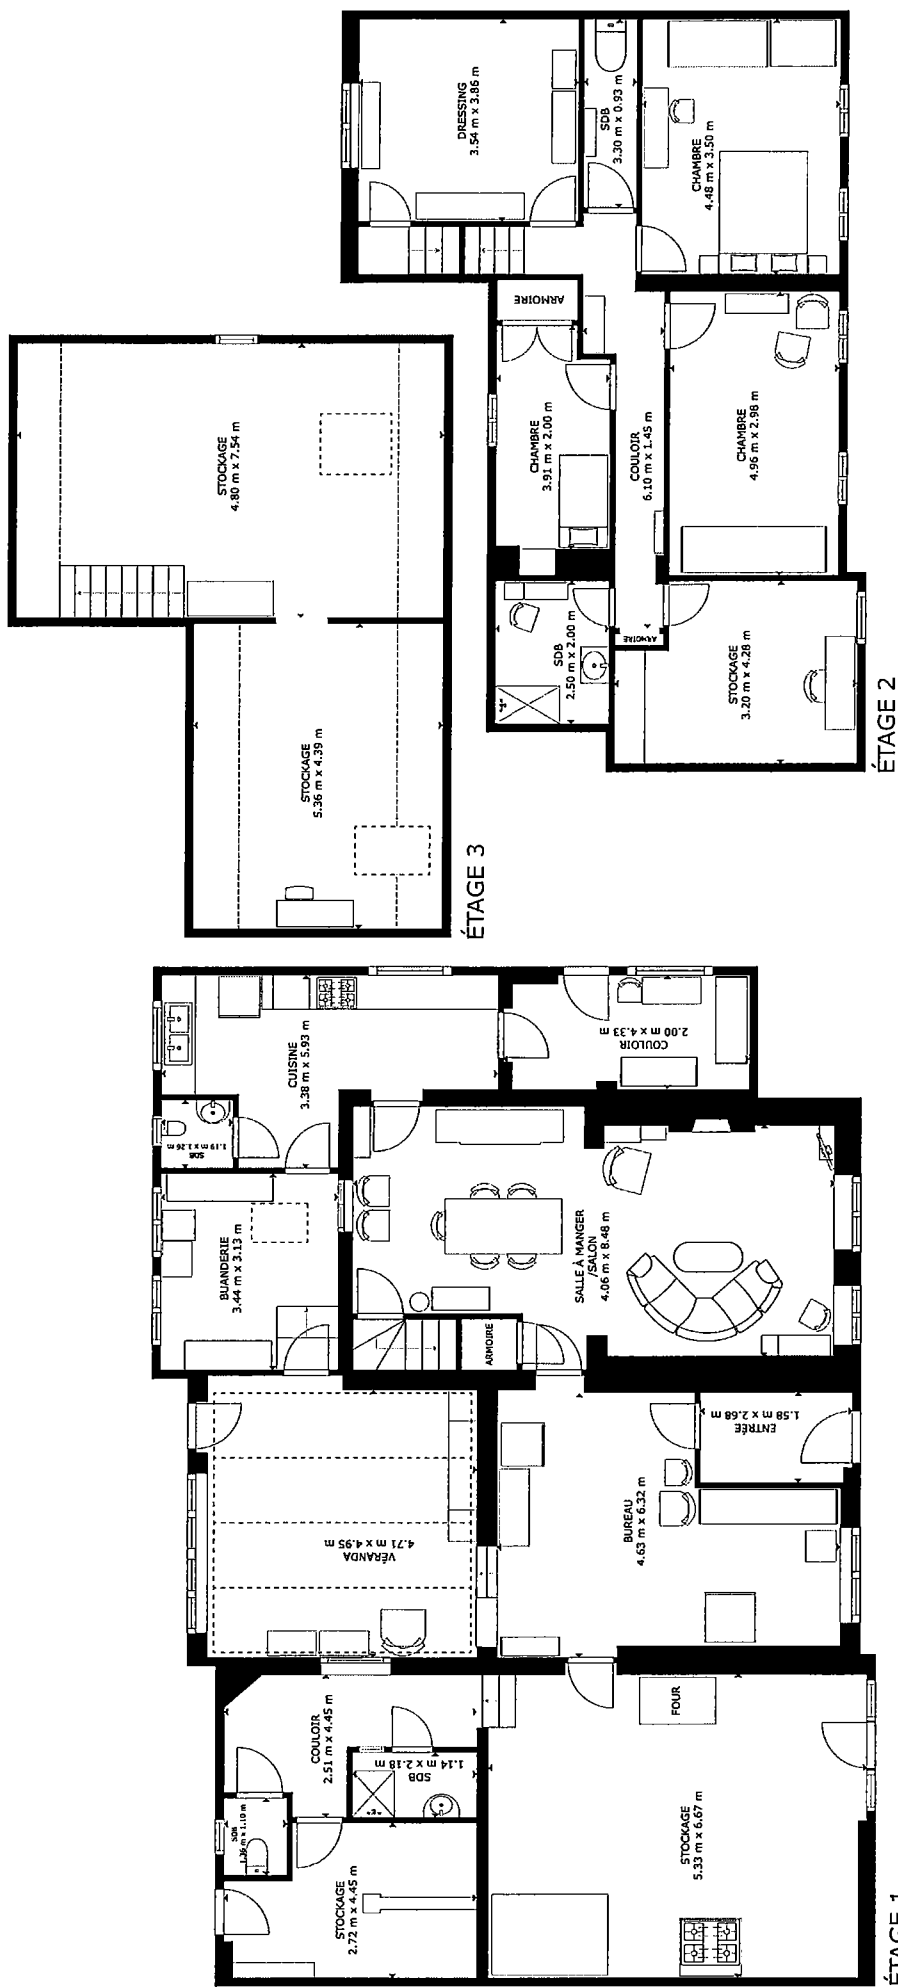 DRESSING
3.54 m x 3.86 m
SDB
3.30 m x 0.93 m
CHAMBRE
4.48 m x 3.50 m
ARMOIRE
CHAMBRE
3.91 m x 2.00 m
COULOIR
6.10 m x 1.45 m
CHAMBRE
4.96 m x 2.98 m
SDB
2.50 m x 2.00 m
ARMOIRE
STOCKAGE
3.20 m x 4.28 m
ÉTAGE 2
STOCKAGE
4.80 m x 7.54 m
STOCKAGE
5.36 m x 4.39 m
ÉTAGE 3
CUISINE
3.38 m x 5.93 m
SDB
1.19 m x 1.26 m
COULOIR
2.00 m x 4.33 m
BUANDERIE
3.44 m x 3.13 m
SALLE À MANGER
/SALON
4.06 m x 8.48 m
ARMOIRE
VÉRANDA
4.71 m x 4.95 m
ENTRÉE
1.58 m x 2.68 m
BUREAU
4.63 m x 6.32 m
COULOIR
2.51 m x 4.45 m
SDB
1.14 m x 2.18 m
SDB
STOCKAGE
2.72 m x 4.45 m
FOUR
STOCKAGE
5.33 m x 6.67 m
ÉTAGE 1